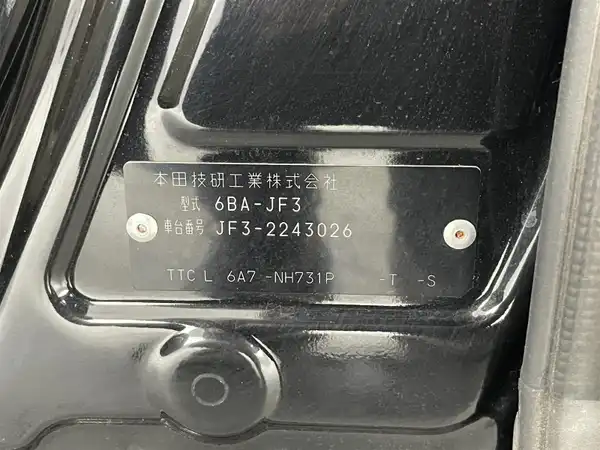 本田技研工業株式会社
型式 6BA-JF3
車台番号 JF3-2243026
TTC L 6A7 -NH731P -T -S